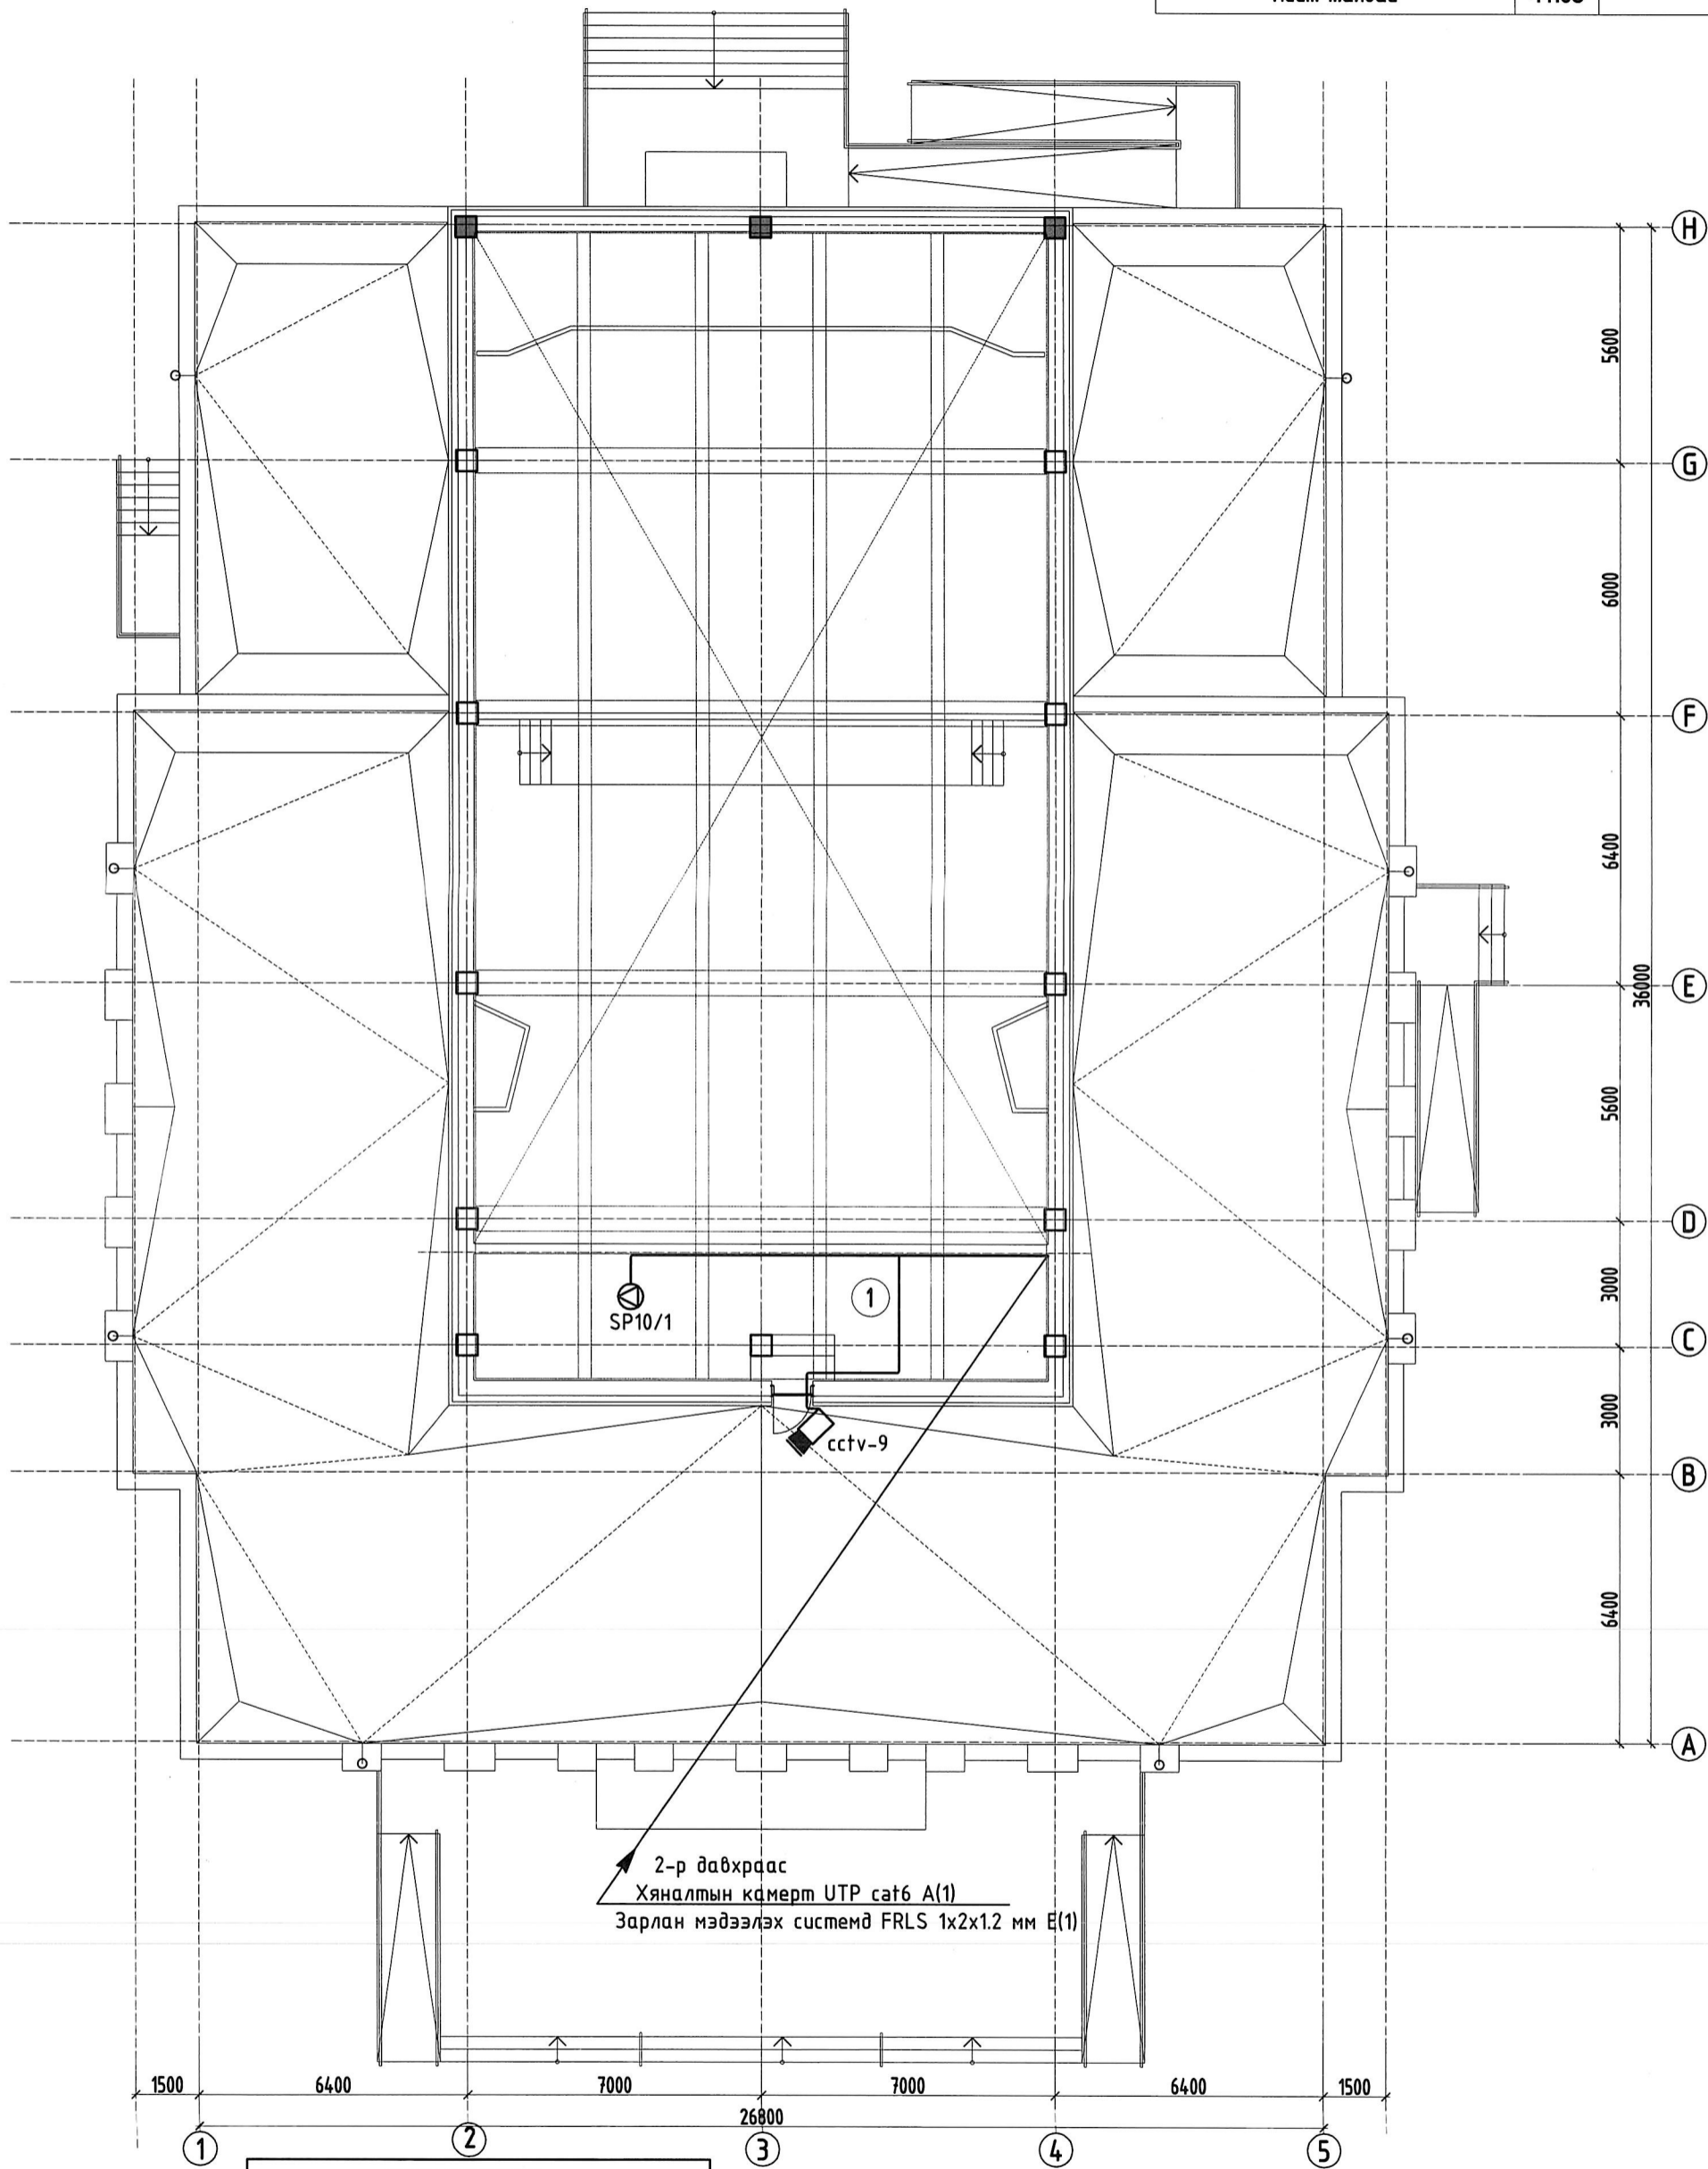 H
5600
G
6000
F
6400
E
36000
5600
D
3000
SP10/1
1
C
3000
cctv-9
B
6400
A
2-р давхраас
Хяналтын камерт UTP cat6 A(1)
Зарлан мэдээлэх системд FRLS 1x2x1.2 мм E(1)
1500 6400 7000 7000 6400 1500
26800
1 2 3 4 5